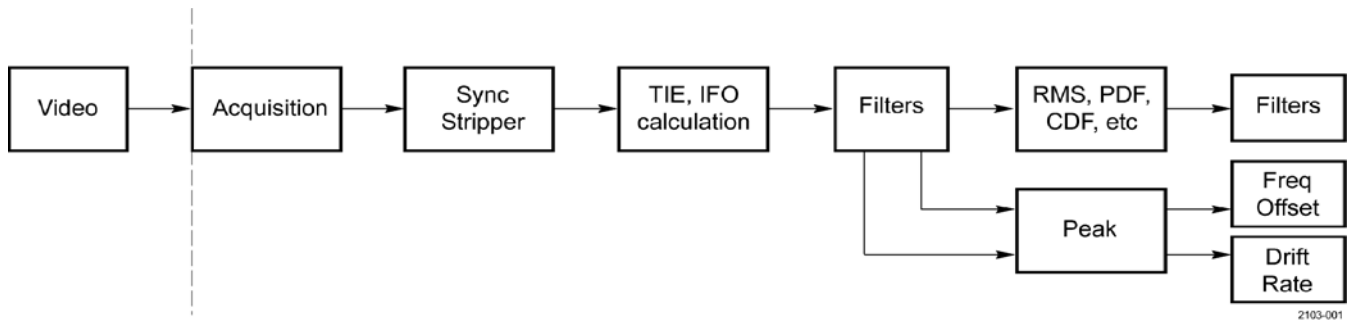 Video
Acquisition
Sync
Stripper
TIE, IFO
calculation
Filters
RMS, PDF,
CDF, etc
Filters
Peak
Freq
Offset
Drift
Rate
2103-001